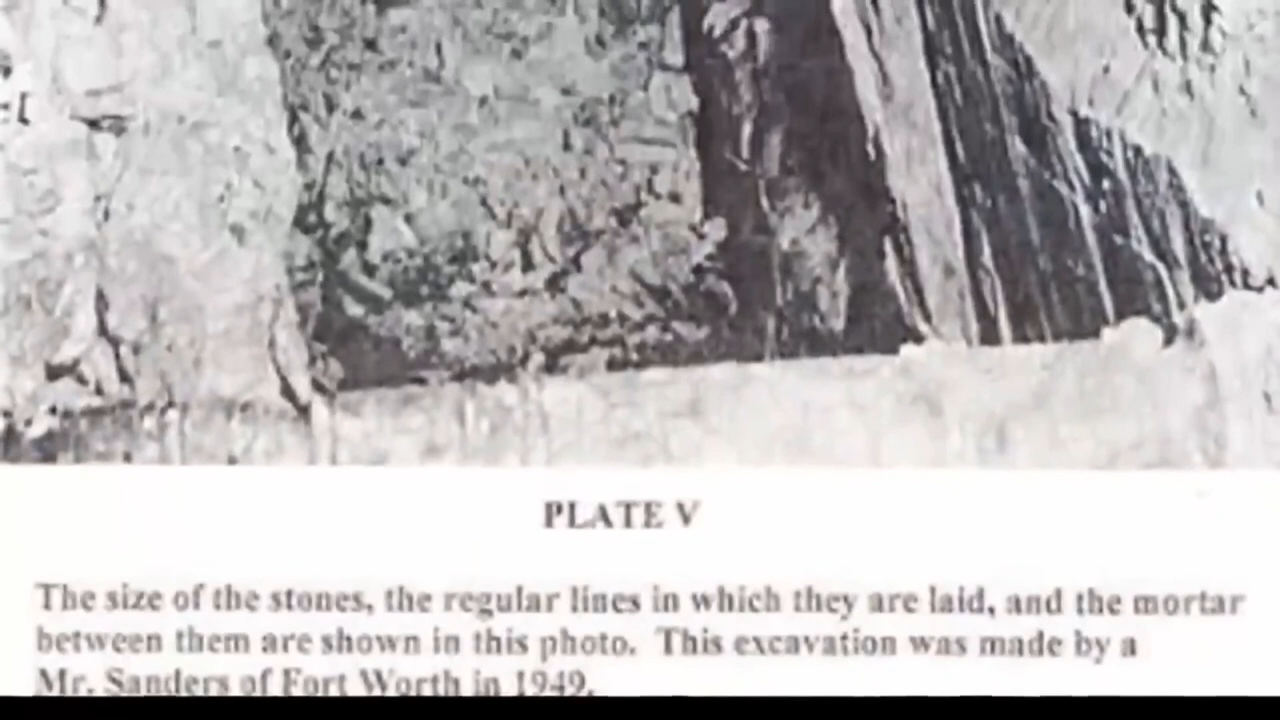 PLATE V
The size of the stones, the regular lines in which they are laid, and the mortar
between them are shown in this photo. This excavation was made by a
Mr. Sanders of Fort Worth in 1949.